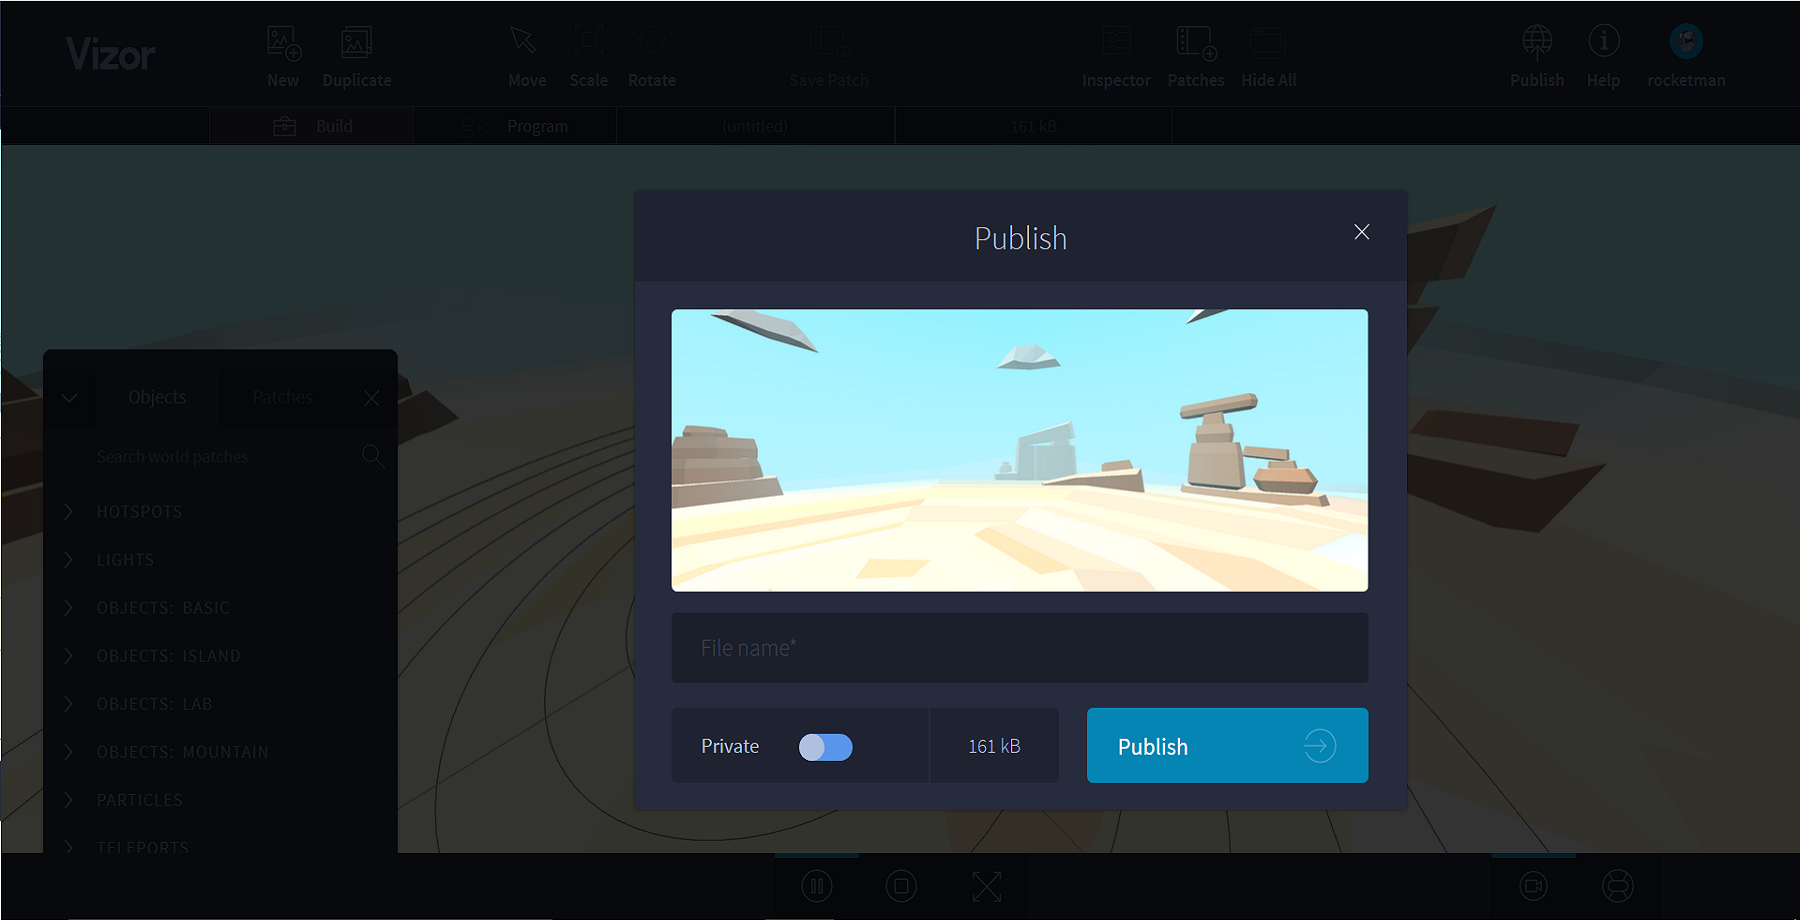 Vizor
New
Duplicate
Move
Scale
Rotate
Save Patch
Inspector
Patches
Hide All
Publish
Help
rocketman
Build
Program
(untitled)
161 kB
Publish
Objects
Patches
Search world patches
HOTSPOTS
LIGHTS
OBJECTS: BASIC
OBJECTS: ISLAND
OBJECTS: LAB
OBJECTS: MOUNTAIN
PARTICLES
TELEPORTS
File name*
Private
161 kB
Publish